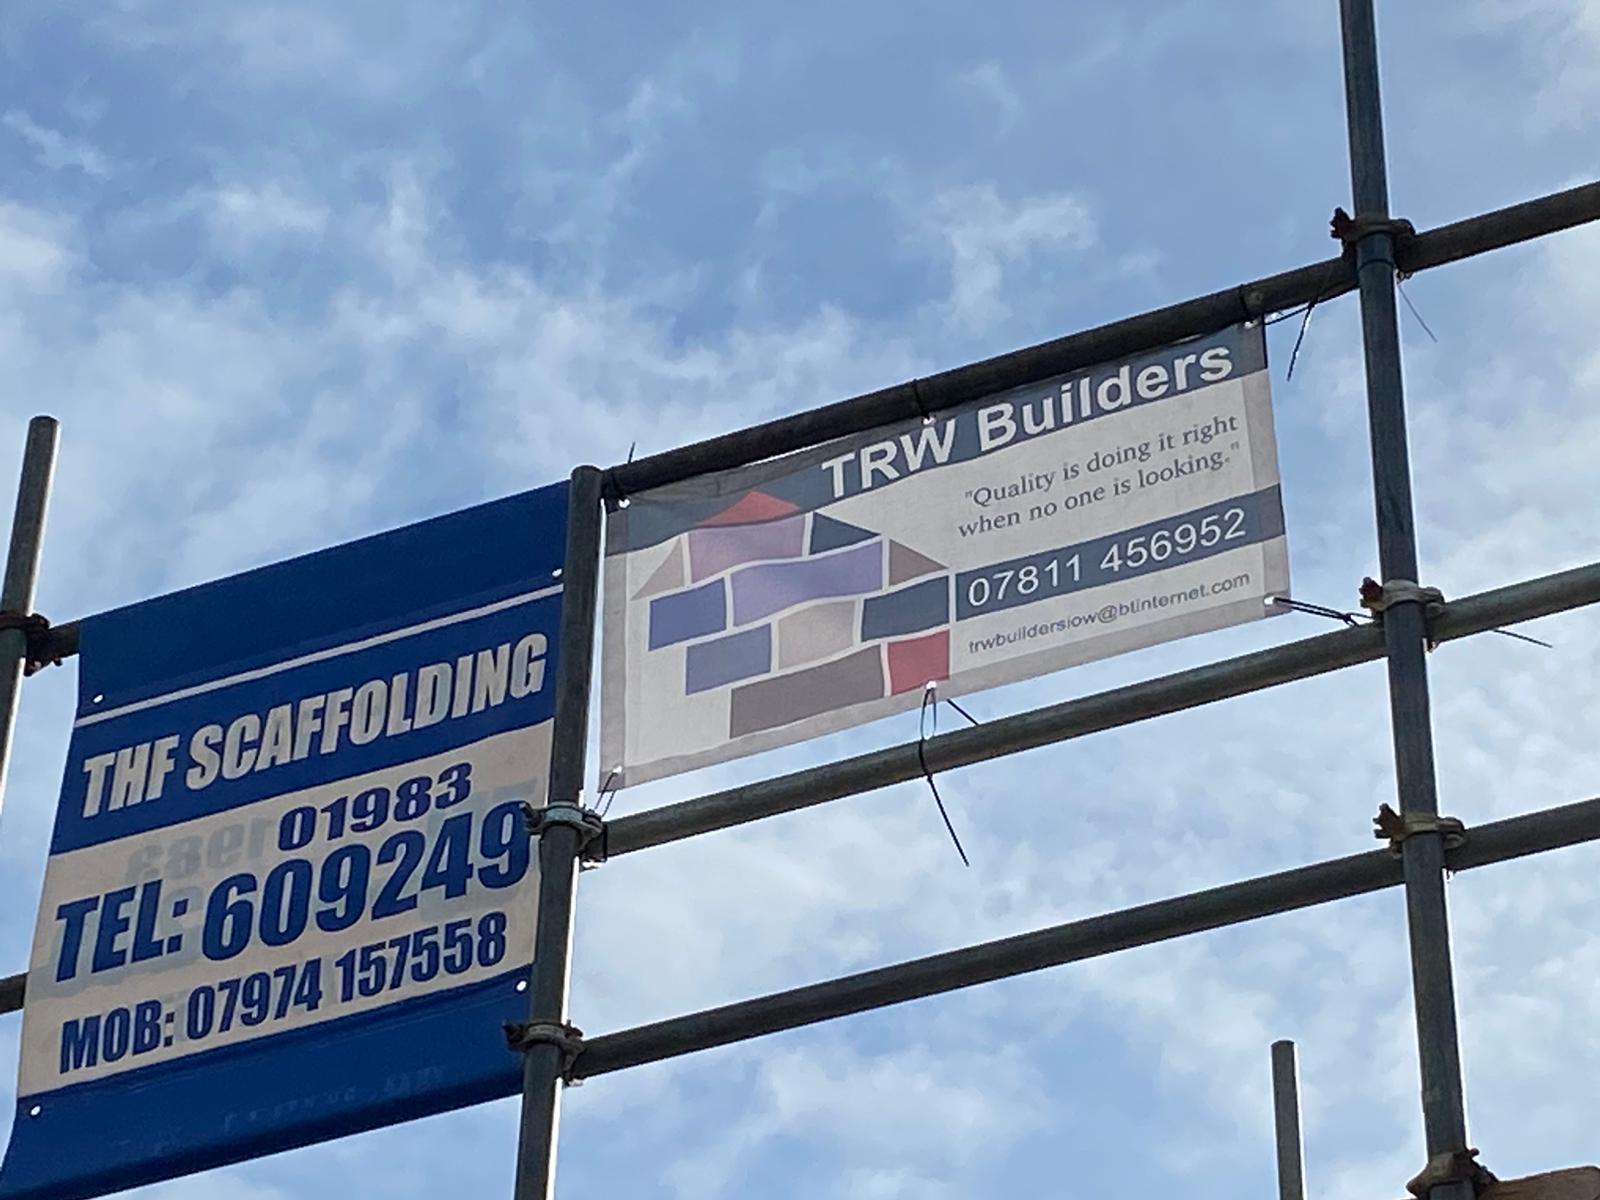 THF SCAFFOLDING
01983
TEL: 609249
MOB: 07974 157558
TRW Builders
"Quality is doing it right
when no one is looking."
07811 456952
trwbuildersiow@btinternet.com